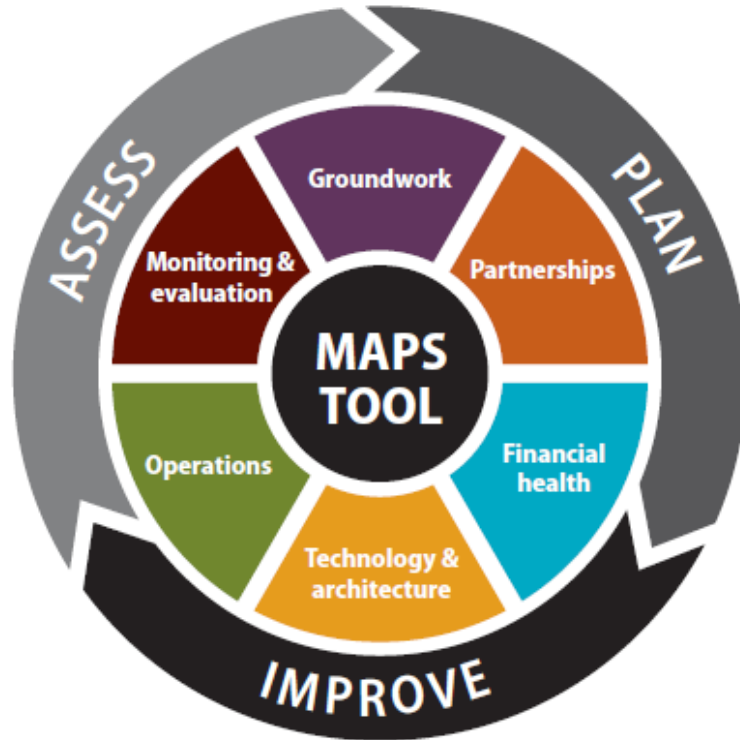 ASSESS
PLAN
IMPROVE
Groundwork
Partnerships
Financial
health
Technology &
architecture
Operations
Monitoring &
evaluation
MAPS
TOOL